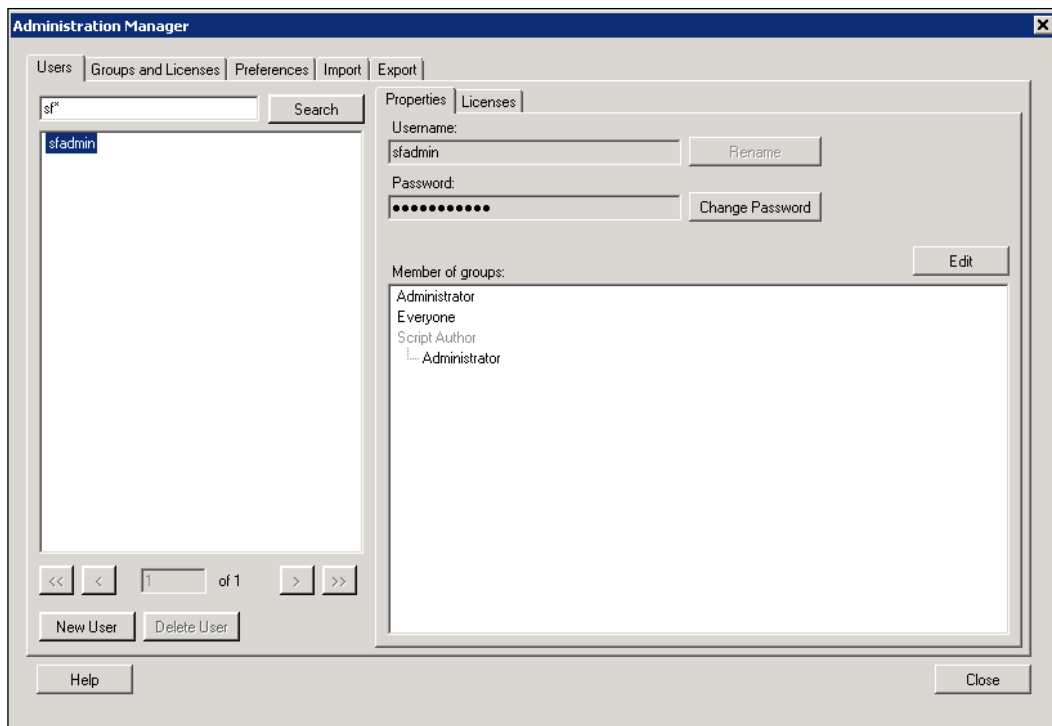 Administration Manager
Users
Groups and Licenses
Preferences
Import
Export
sf*
Search
sfadmin
<<
<
1
of 1
>
>>
New User
Delete User
Properties
Licenses
Username:
sfadmin
Rename
Password:
•••••••••••
Change Password
Edit
Member of groups:
Administrator
Everyone
Script Author
Administrator
Help
Close